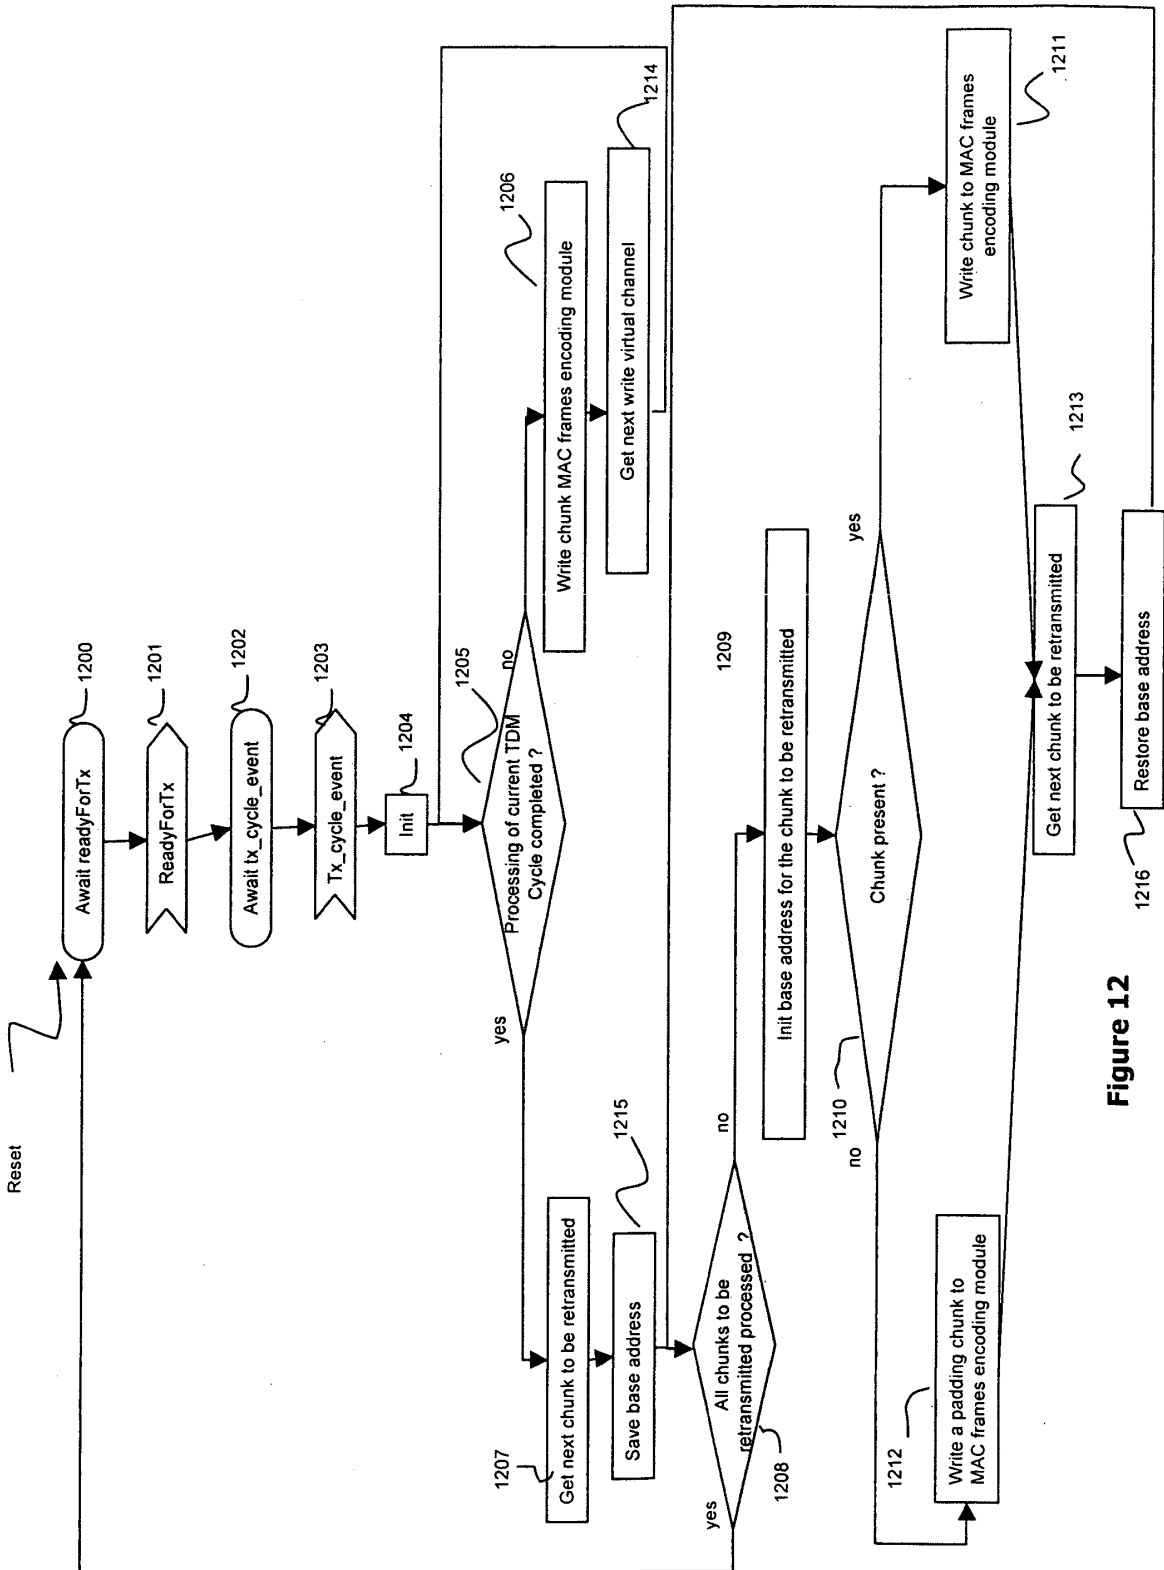 Reset
Await readyForTx
1200
ReadyForTx
1201
Await tx_cycle_event
1202
Tx_cycle_event
1203
Init
1204
1205
Processing of current TDM
Cycle completed ?
yes
no
1206
Write chunk MAC frames encoding module
Get next write virtual channel
1214
1207
Get next chunk to be retransmitted
1215
Save base address
All chunks to be
retransmitted processed ?
1208
yes
no
1209
Init base address for the chunk to be retransmitted
Chunk present ?
1210
no
yes
1212
Write a padding chunk to
MAC frames encoding module
Write chunk to MAC frames
encoding module
1211
1213
Get next chunk to be retransmitted
Restore base address
1216
Figure 12